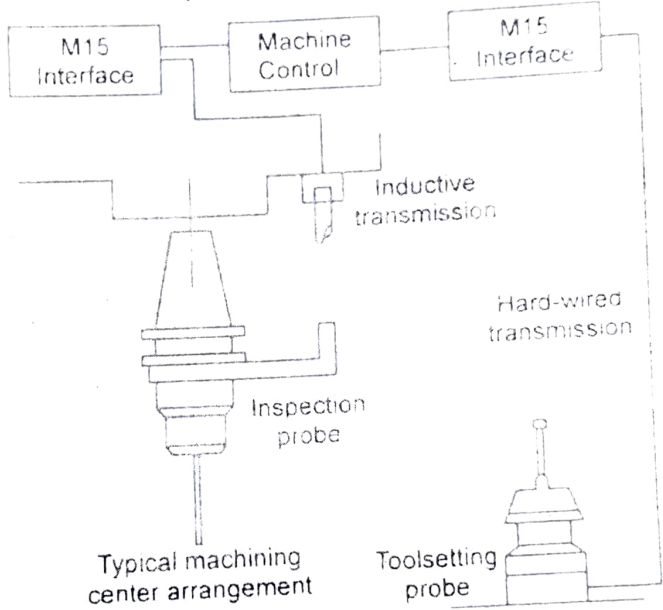 M15
Interface
Machine
Control
M15
Interface
Inductive
transmission
Hard-wired
transmission
Inspection
probe
Typical machining
center arrangement
Toolsetting
probe